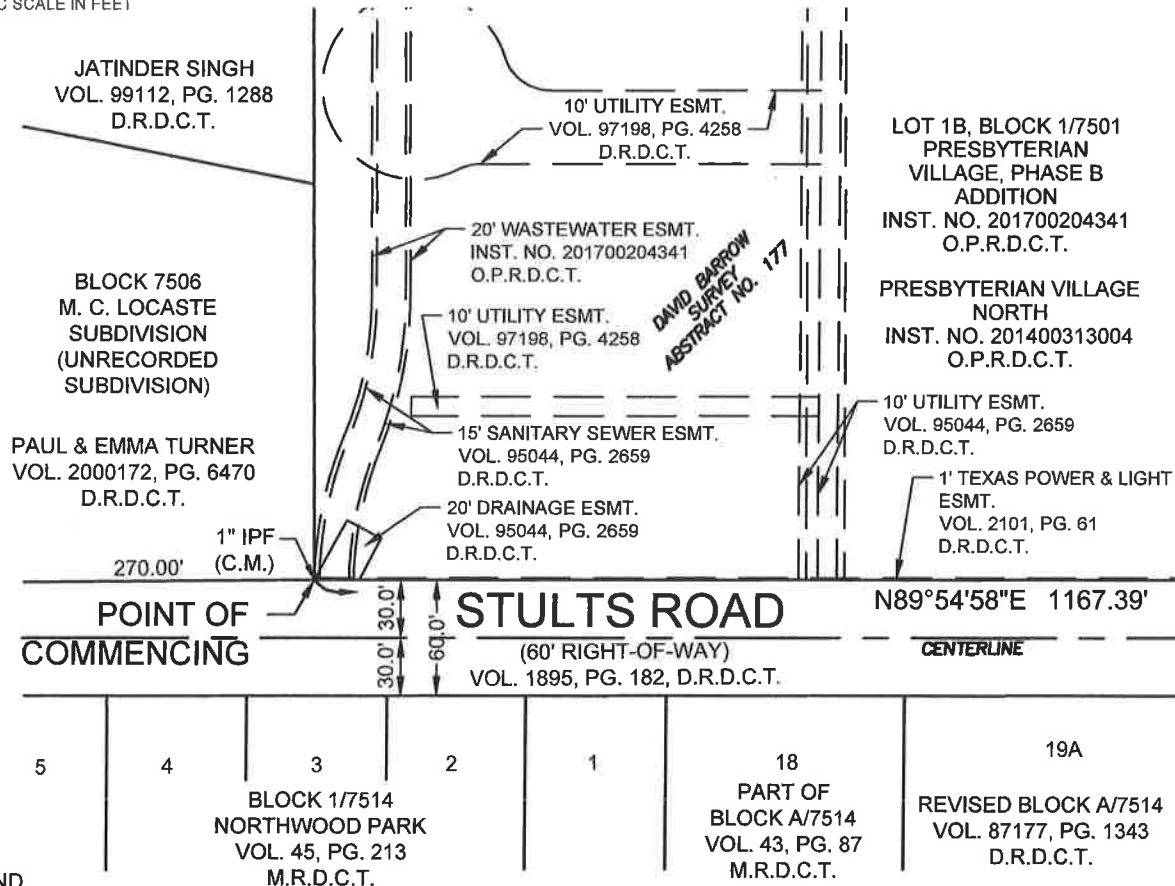 C SCALE IN FEET
JATINDER SINGH
VOL. 99112, PG. 1288
D.R.D.C.T.
10' UTILITY ESMT.
VOL. 97198, PG. 4258
D.R.D.C.T.
LOT 1B, BLOCK 1/7501
PRESBYTERIAN
VILLAGE, PHASE B
ADDITION
INST. NO. 201700204341
O.P.R.D.C.T.
20' WASTEWATER ESMT.
INST. NO. 201700204341
O.P.R.D.C.T.
DAVID BARROW
SURVEY
ABSTRACT NO. 177
BLOCK 7506
M. C. LOCASTE
SUBDIVISION
(UNRECORDED
SUBDIVISION)
PRESBYTERIAN VILLAGE
NORTH
INST. NO. 201400313004
O.P.R.D.C.T.
10' UTILITY ESMT.
VOL. 97198, PG. 4258
D.R.D.C.T.
10' UTILITY ESMT.
VOL. 95044, PG. 2659
D.R.D.C.T.
PAUL & EMMA TURNER
VOL. 2000172, PG. 6470
D.R.D.C.T.
15' SANITARY SEWER ESMT.
VOL. 95044, PG. 2659
D.R.D.C.T.
1' TEXAS POWER & LIGHT
ESMT.
VOL. 2101, PG. 61
D.R.D.C.T.
20' DRAINAGE ESMT.
VOL. 95044, PG. 2659
D.R.D.C.T.
1" IPF
(C.M.)
270.00'
POINT OF
COMMENCING
30.0'
30.0'
60.0'
STULTS ROAD
N89°54'58"E 1167.39'
(60' RIGHT-OF-WAY)
VOL. 1895, PG. 182, D.R.D.C.T.
CENTERLINE
5
4
3
2
1
18
19A
BLOCK 1/7514
NORTHWOOD PARK
VOL. 45, PG. 213
M.R.D.C.T.
PART OF
BLOCK A/7514
VOL. 43, PG. 87
M.R.D.C.T.
REVISED BLOCK A/7514
VOL. 87177, PG. 1343
D.R.D.C.T.
ND